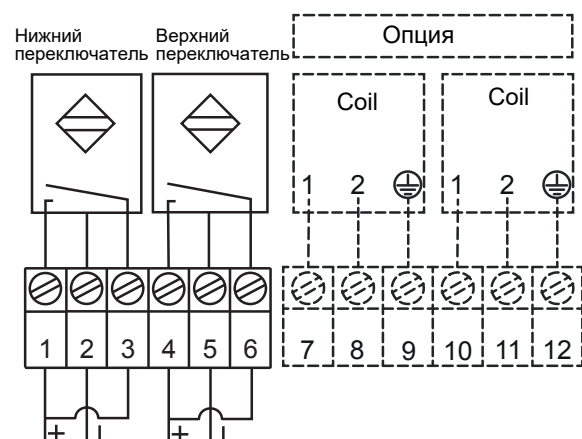 Нижний
переключатель
Верхний
переключатель
Опция
Coil
Coil
1 2
1 2
1 2 3 4 5 6 7 8 9 10 11 12
+ –
+ –